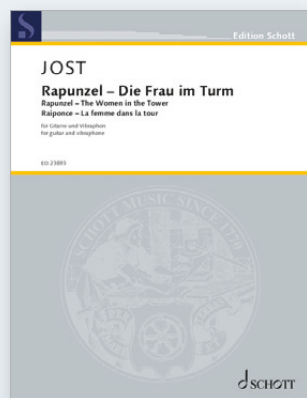 Edition Schott
JOST
Rapunzel – Die Frau im Turm
Rapunzel – The Women in the Tower
Raiponce – La femme dans la tour
für Gitarre und Vibraphon
for guitar and vibraphone
ED 23893
SCHOTT MUSIC SINCE 1770
SCHOTT